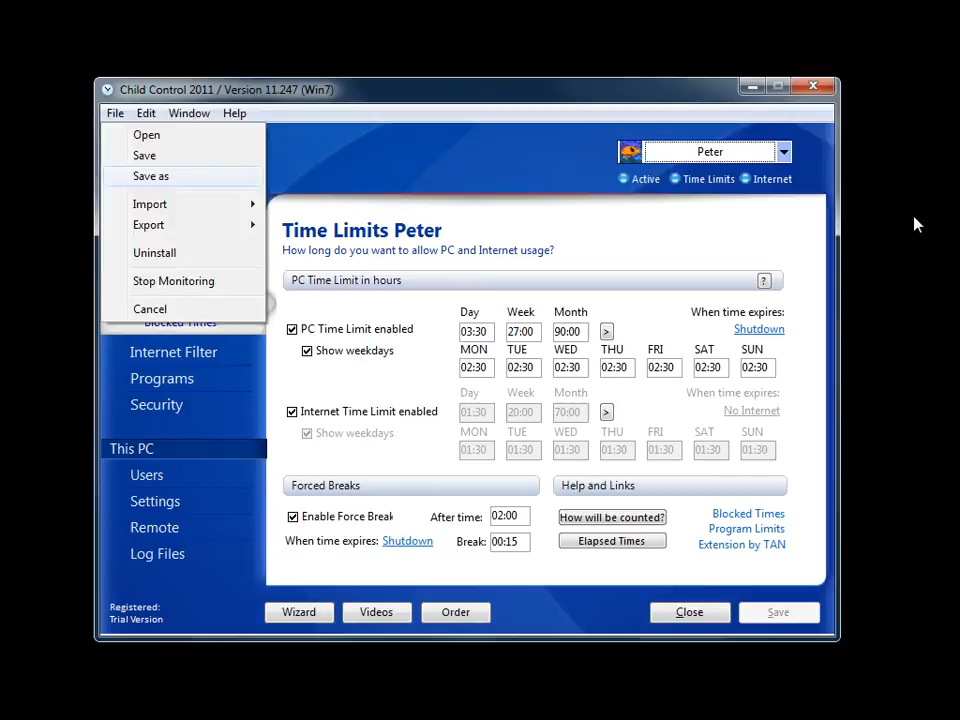 Child Control 2011 / Version 11.247 (Win7)
File Edit Window Help
Open
Save
Save as
Import
Export
Uninstall
Stop Monitoring
Cancel
Peter
Active Time Limits Internet
Time Limits Peter
How long do you want to allow PC and Internet usage?
PC Time Limit in hours ?
Day Week Month When time expires:
PC Time Limit enabled 03:30 27:00 90:00 > Shutdown
Show weekdays MON TUE WED THU FRI SAT SUN
02:30 02:30 02:30 02:30 02:30 02:30 02:30
Day Week Month When time expires:
Internet Time Limit enabled 01:30 20:00 70:00 > No Internet
Show weekdays MON TUE WED THU FRI SAT SUN
01:30 01:30 01:30 01:30 01:30 01:30 01:30
Forced Breaks
Enable Force Break After time: 02:00
When time expires: Shutdown Break: 00:15
Help and Links
How will be counted? Blocked Times
Program Limits
Elapsed Times Extension by TAN
Blocked Times
Internet Filter
Programs
Security
This PC
Users
Settings
Remote
Log Files
Registered:
Trial Version
Wizard Videos Order Close Save